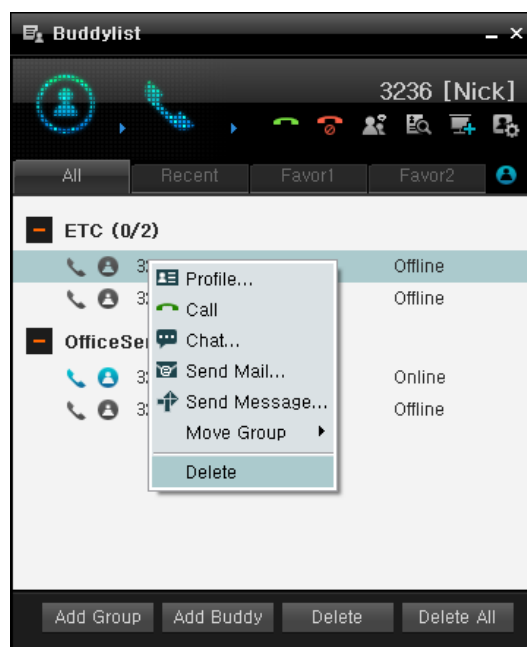 Buddylist
3236 [Nick]
All Recent Favor1 Favor2
ETC (0/2)
Offline
Profile...
Offline
Call
Chat...
Send Mail...
Online
Send Message...
Offline
Move Group
Delete
Add Group Add Buddy Delete Delete All